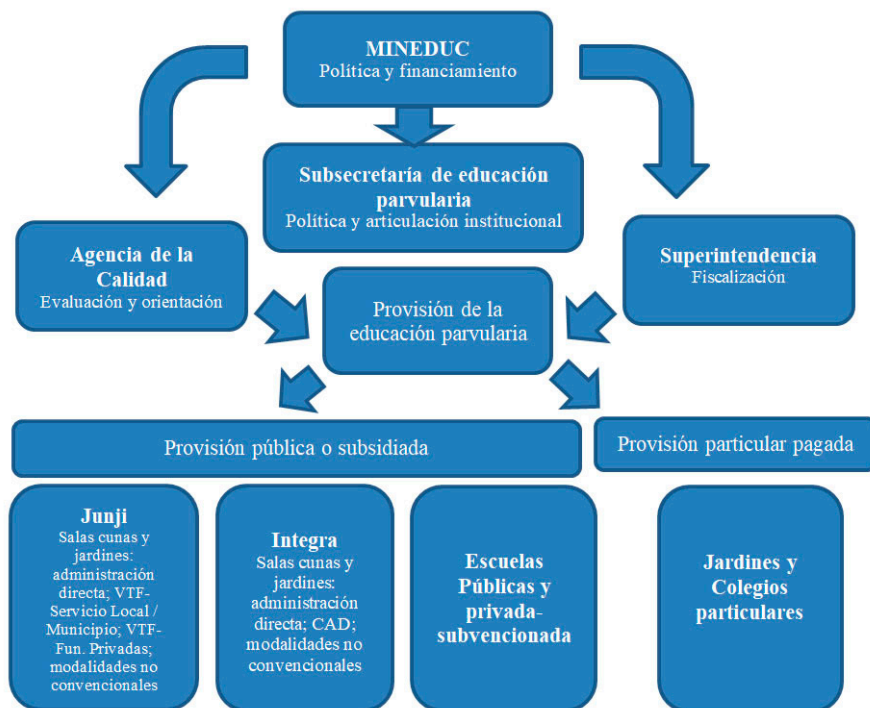 MINEDUC
Política y financiamiento
Subsecretaría de educación
parvularia
Política y articulación institucional
Agencia de la
Calidad
Evaluación y orientación
Superintendencia
Fiscalización
Provisión de la
educación parvularia
Provisión pública o subsidiada
Provisión particular pagada
Junji
Salas cunas y
jardines:
administración
directa; VTF-
Servicio Local /
Municipio; VTF-
Fun. Privadas;
modalidades no
convencionales
Integra
Salas cunas y
jardines:
administración
directa; CAD;
modalidades no
convencionales
Escuelas
Públicas y
privada-
subvencionada
Jardines y
Colegios
particulares